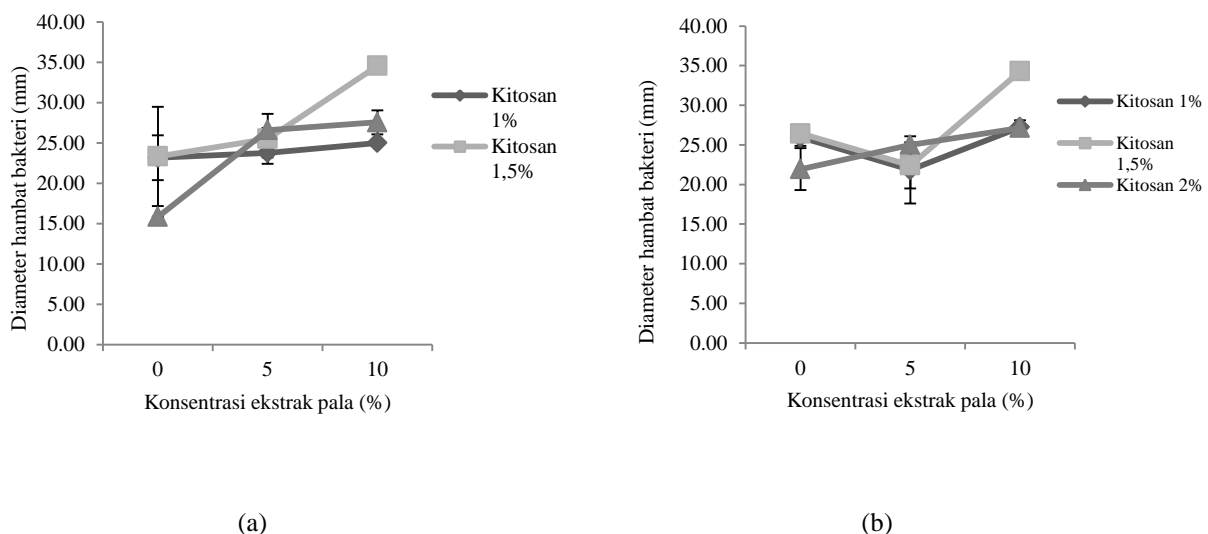 Diameter hambat bakteri (mm)
40.00
35.00
30.00
25.00
20.00
15.00
10.00
5.00
0.00
0 5 10
Konsentrasi ekstrak pala (%)
Kitosan
1%
Kitosan
1,5%
(a)
Diameter hambat bakteri (mm)
40.00
35.00
30.00
25.00
20.00
15.00
10.00
5.00
0.00
0 5 10
Konsentrasi ekstrak pala (%)
Kitosan 1%
Kitosan
1,5%
Kitosan 2%
(b)